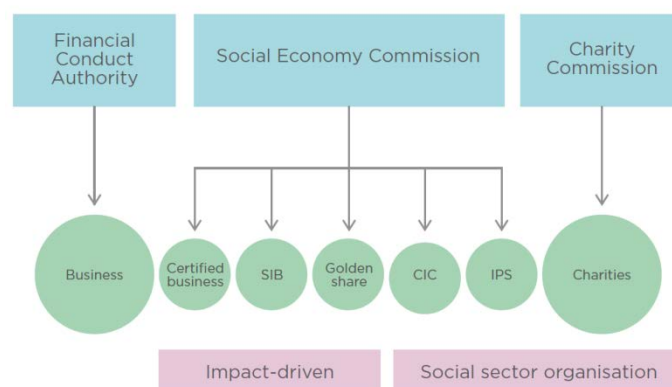 Financial
Conduct
Authority
Social Economy Commission
Charity
Commission
Business
Certified
business
SIB
Golden
share
CIC
IPS
Charities
Impact-driven
Social sector organisation